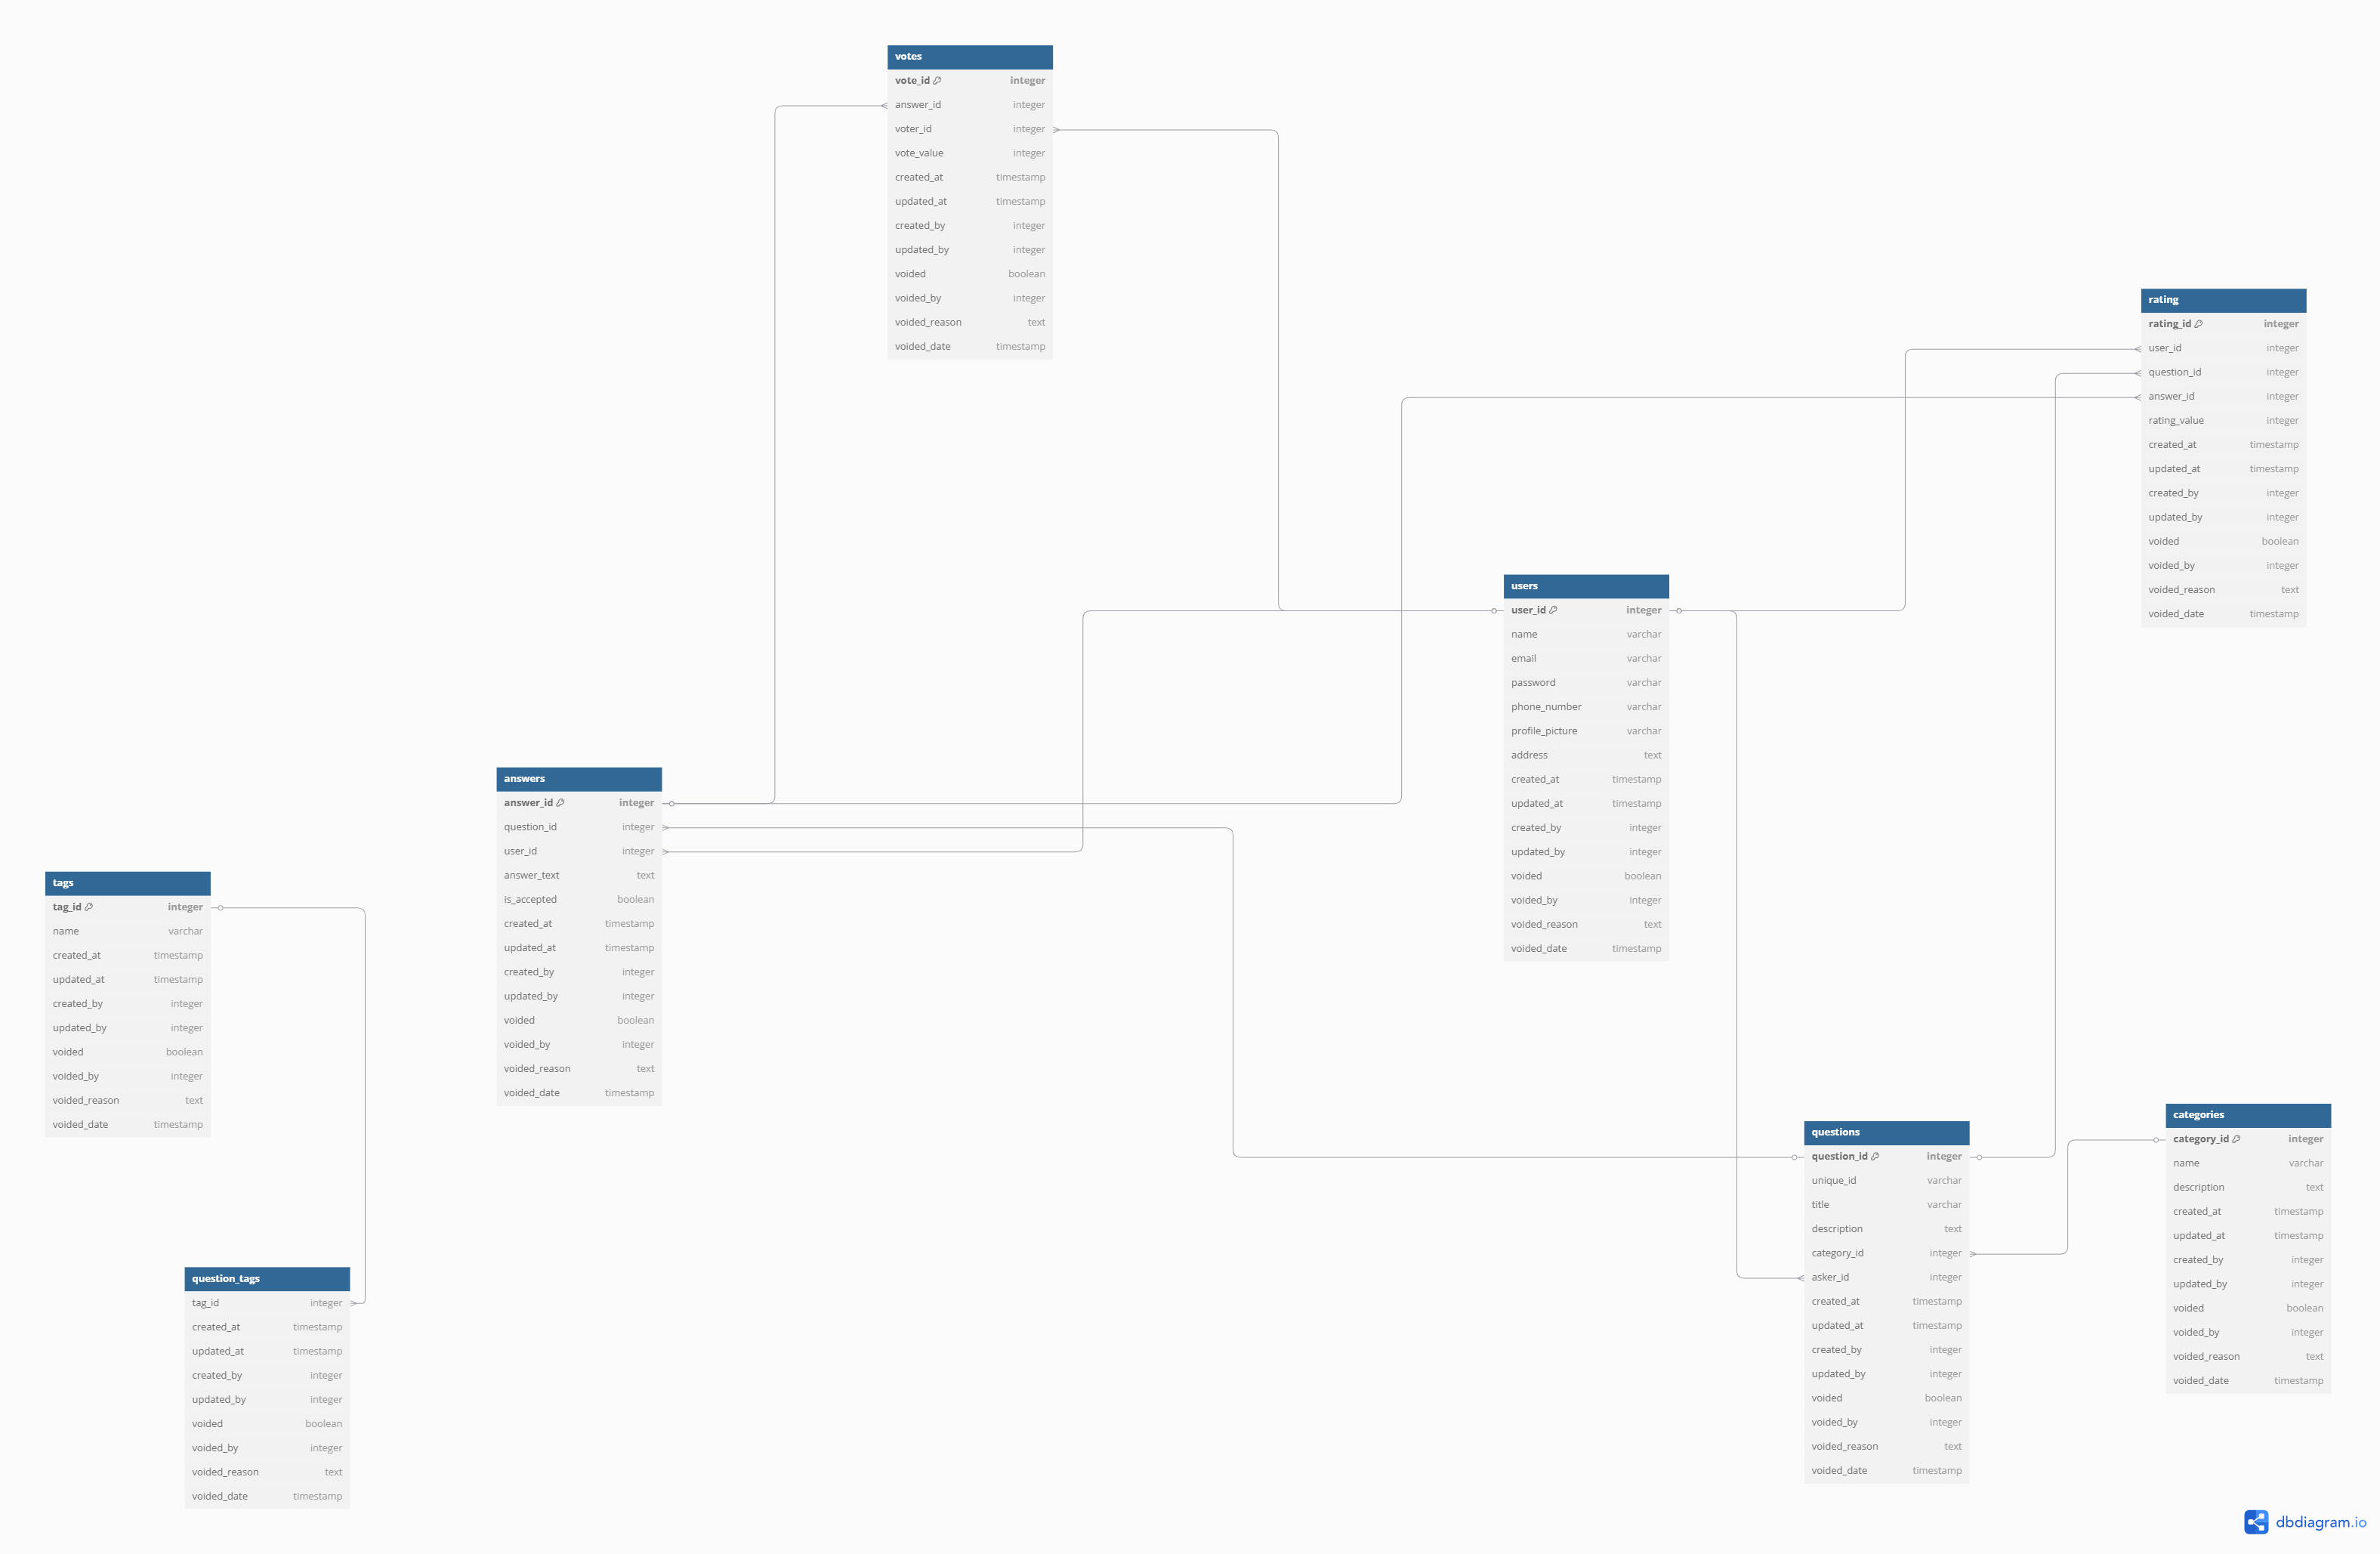 votes
vote_id integer
answer_id integer
voter_id integer
vote_value integer
created_at timestamp
updated_at timestamp
created_by integer
updated_by integer
voided boolean
voided_by integer
voided_reason text
voided_date timestamp
rating
rating_id integer
user_id integer
question_id integer
answer_id integer
rating_value integer
created_at timestamp
updated_at timestamp
created_by integer
updated_by integer
voided boolean
voided_by integer
voided_reason text
voided_date timestamp
users
user_id integer
name varchar
email varchar
password varchar
phone_number varchar
profile_picture varchar
address text
created_at timestamp
updated_at timestamp
created_by integer
updated_by integer
voided boolean
voided_by integer
voided_reason text
voided_date timestamp
answers
answer_id integer
question_id integer
user_id integer
answer_text text
is_accepted boolean
created_at timestamp
updated_at timestamp
created_by integer
updated_by integer
voided boolean
voided_by integer
voided_reason text
voided_date timestamp
tags
tag_id integer
name varchar
created_at timestamp
updated_at timestamp
created_by integer
updated_by integer
voided boolean
voided_by integer
voided_reason text
voided_date timestamp
questions
question_id integer
unique_id varchar
title varchar
description text
category_id integer
asker_id integer
created_at timestamp
updated_at timestamp
created_by integer
updated_by integer
voided boolean
voided_by integer
voided_reason text
voided_date timestamp
categories
category_id integer
name varchar
description text
created_at timestamp
updated_at timestamp
created_by integer
updated_by integer
voided boolean
voided_by integer
voided_reason text
voided_date timestamp
question_tags
tag_id integer
created_at timestamp
updated_at timestamp
created_by integer
updated_by integer
voided boolean
voided_by integer
voided_reason text
voided_date timestamp
dbdiagram.io